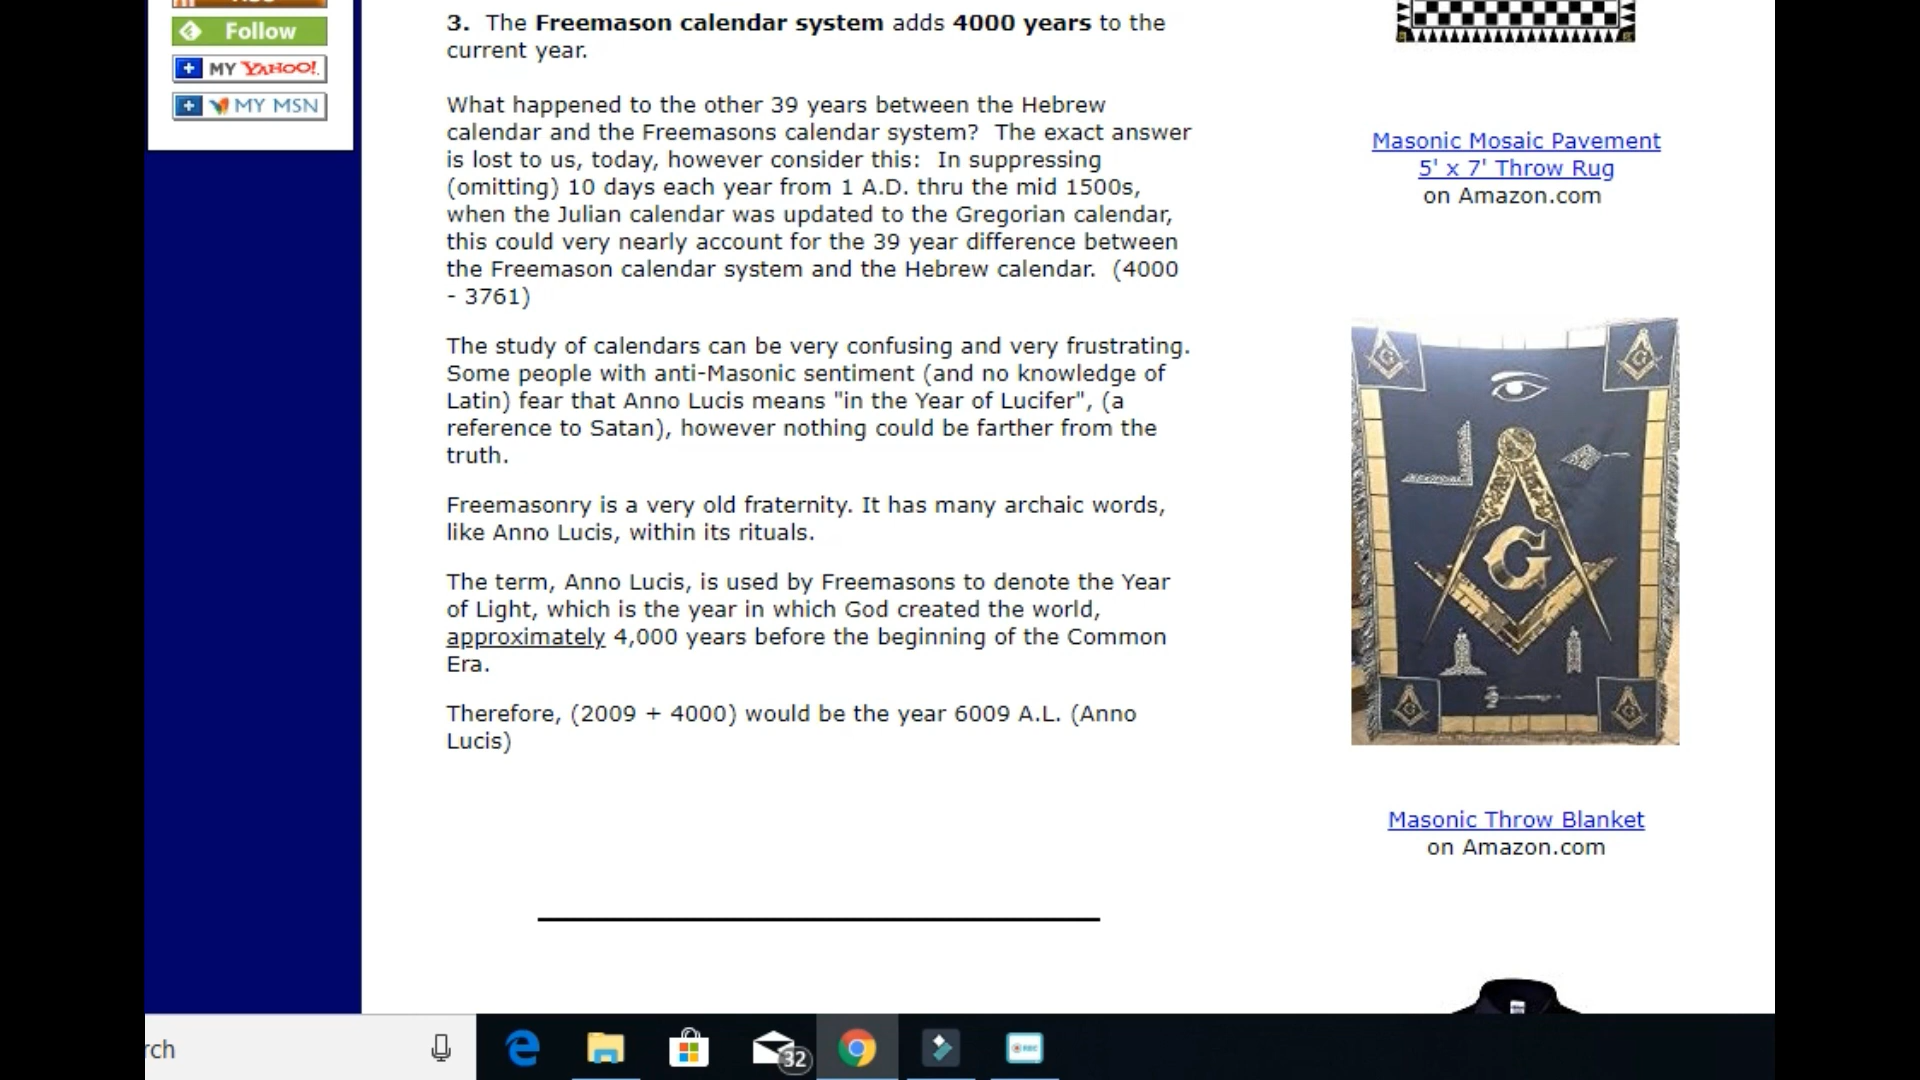 Follow
+ MY YAHOO!.
+ MY MSN
3. The Freemason calendar system adds 4000 years to the
current year.
What happened to the other 39 years between the Hebrew
calendar and the Freemasons calendar system? The exact answer
is lost to us, today, however consider this: In suppressing
(omitting) 10 days each year from 1 A.D. thru the mid 1500s,
when the Julian calendar was updated to the Gregorian calendar,
this could very nearly account for the 39 year difference between
the Freemason calendar system and the Hebrew calendar. (4000
- 3761)
The study of calendars can be very confusing and very frustrating.
Some people with anti-Masonic sentiment (and no knowledge of
Latin) fear that Anno Lucis means "in the Year of Lucifer", (a
reference to Satan), however nothing could be farther from the
truth.
Freemasonry is a very old fraternity. It has many archaic words,
like Anno Lucis, within its rituals.
The term, Anno Lucis, is used by Freemasons to denote the Year
of Light, which is the year in which God created the world,
approximately 4,000 years before the beginning of the Common
Era.
Therefore, (2009 + 4000) would be the year 6009 A.L. (Anno
Lucis)
Masonic Mosaic Pavement
5' x 7' Throw Rug
on Amazon.com
G
Masonic Throw Blanket
on Amazon.com
rch
32
REC